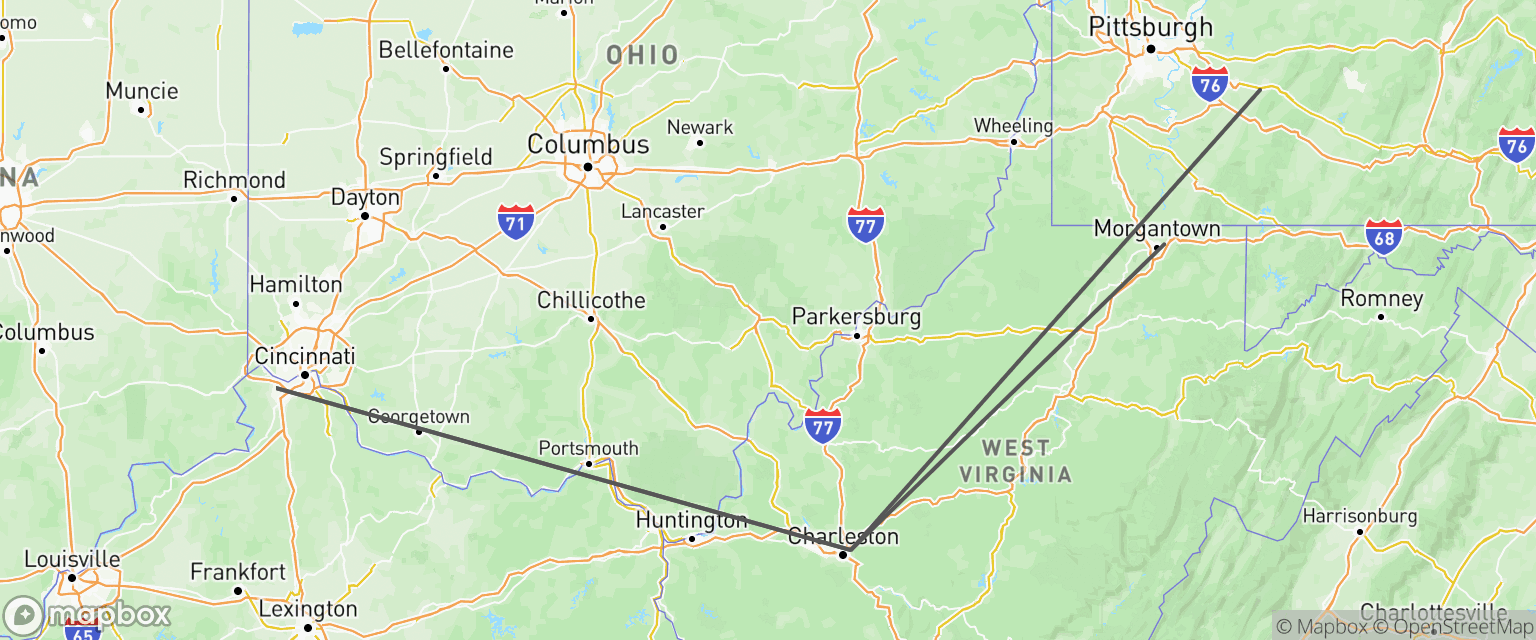 Marion
Pittsburgh
OHIO
Bellefontaine
76
Muncie
Newark
Wheeling
Columbus
76
Springfield
NA
Richmond
Dayton
Lancaster
71
77
Morgantown
68
Hamilton
Chillicothe
Romney
Parkersburg
Columbus
Cincinnati
Georgetown
77
Portsmouth
WEST
VIRGINIA
Huntington
Harrisonburg
Charleston
Louisville
Frankfort
Lexington
mapbox
65
Charlottesville
© Mapbox © OpenStreetMap